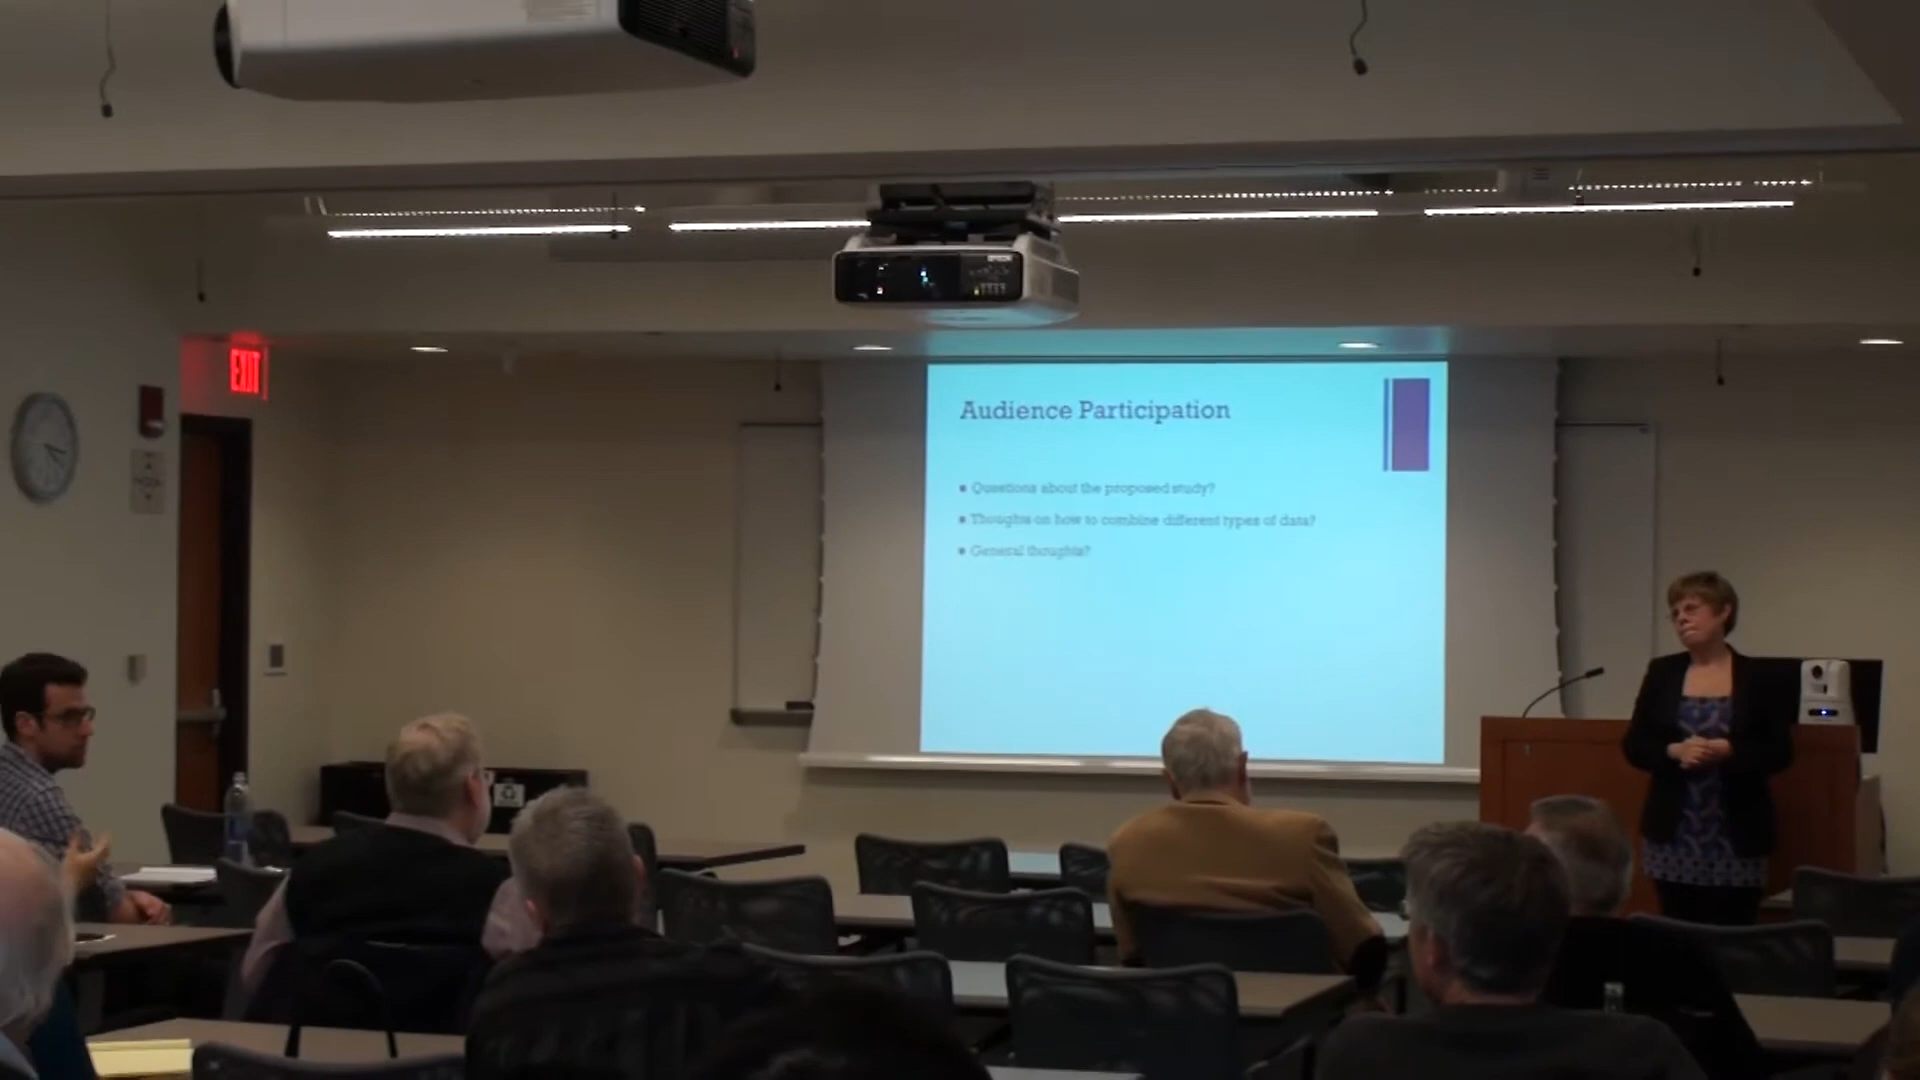 EPSON
EXIT
Audience Participation
Questions about the proposed study?
Thoughts on how to combine different types of data?
General thoughts?